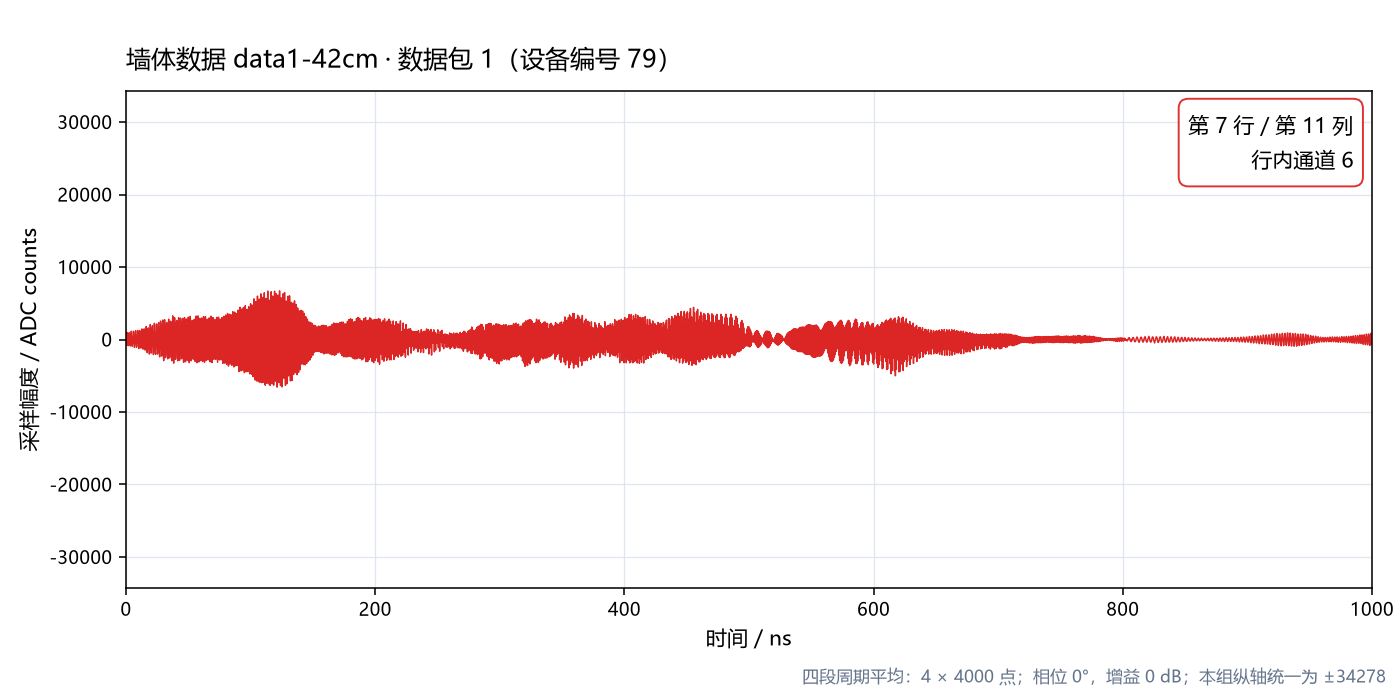 墙体数据 data1-42cm · 数据包 1（设备编号 79）
第 7 行 / 第 11 列
行内通道 6
采样幅度 / ADC counts
30000
20000
10000
0
-10000
-20000
-30000
0 200 400 600 800 1000
时间 / ns
四段周期平均：4 × 4000 点；相位 0°，增益 0 dB；本组纵轴统一为 ±34278